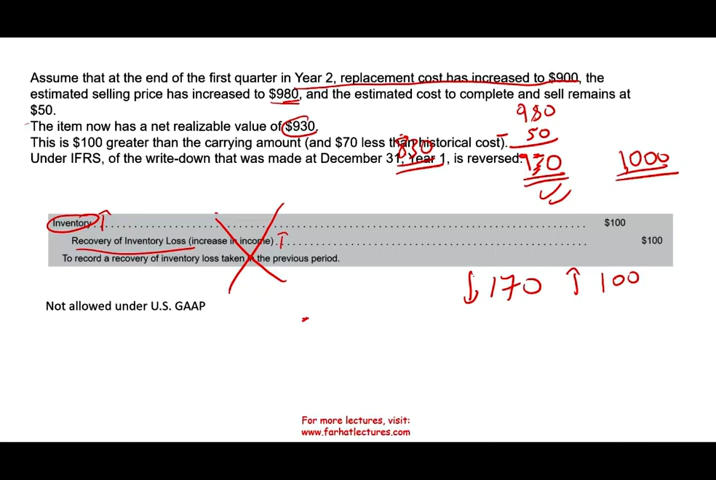 Assume that at the end of the first quarter in Year 2, replacement cost has increased to $900, the
estimated selling price has increased to $980, and the estimated cost to complete and sell remains at
$50.
The item now has a net realizable value of $930.
This is $100 greater than the carrying amount (and $70 less than historical cost).
Under IFRS, of the write-down that was made at December 31, Year 1, is reversed:
980
- 50
930
830
1000
Inventory ↑ $100
Recovery of Inventory Loss (increase in income) ↑ $100
To record a recovery of inventory loss taken in the previous period.
↓ 170 ↑ 100
Not allowed under U.S. GAAP
For more lectures, visit:
www.farhatlectures.com